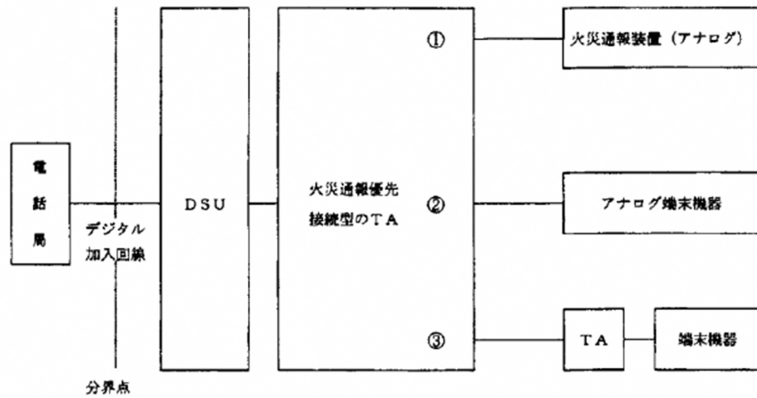 電話局
デジタル
加入回線
分界点
DSU
火災通報優先
接続型のTA
①
②
③
火災通報装置（アナログ）
アナログ端末機器
TA
端末機器